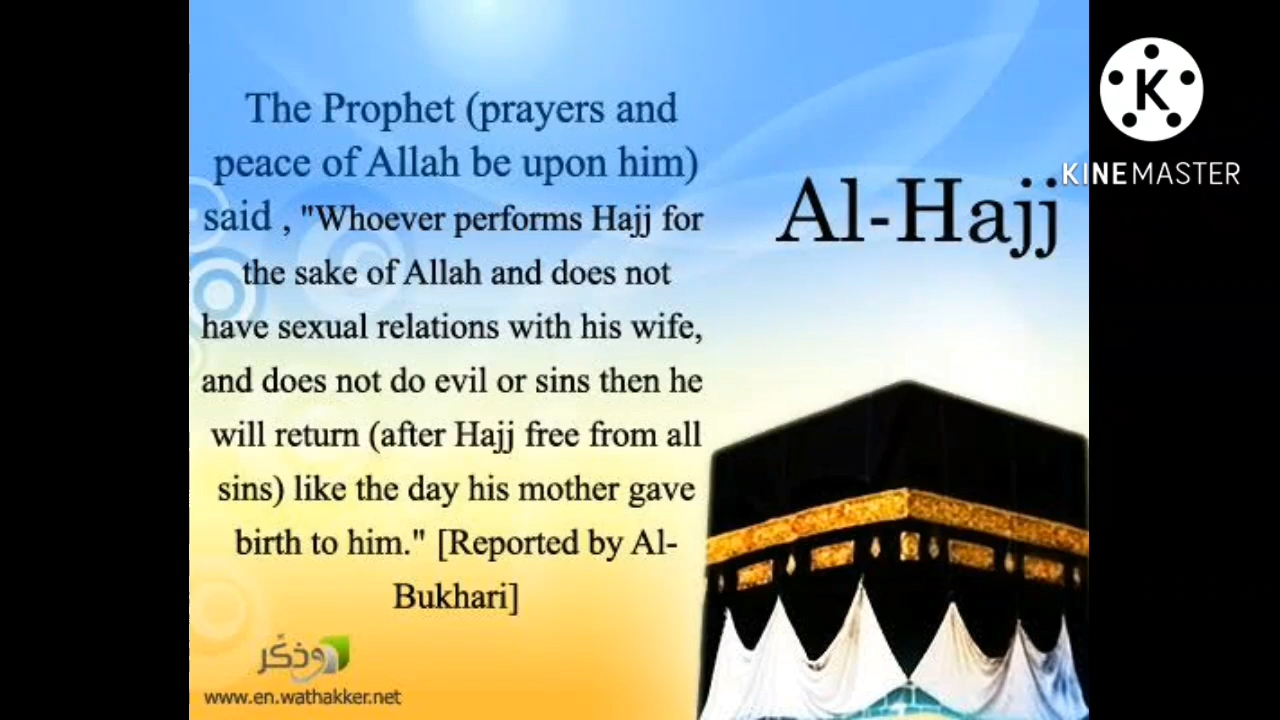 The Prophet (prayers and
peace of Allah be upon him)
said , "Whoever performs Hajj for
the sake of Allah and does not
have sexual relations with his wife,
and does not do evil or sins then he
will return (after Hajj free from all
sins) like the day his mother gave
birth to him." [Reported by Al-
Bukhari]
Al-Hajj
K
KINEMASTER
وذكّر
www.en.wathakker.net